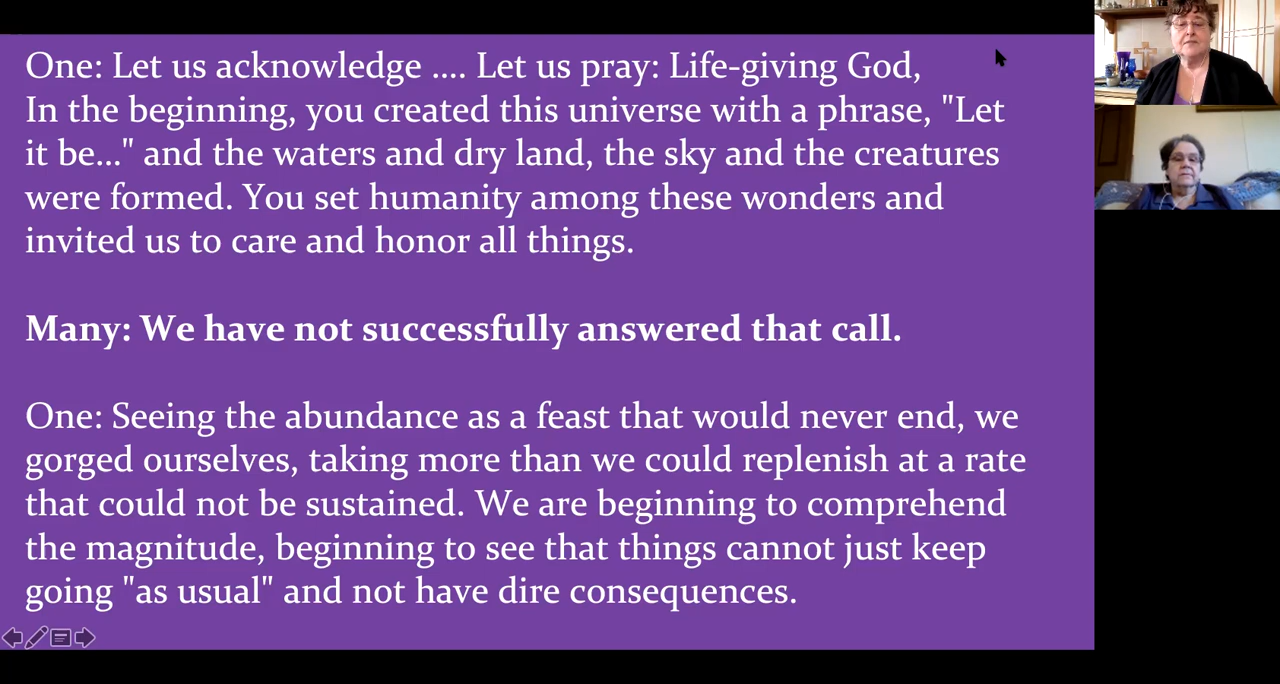 One: Let us acknowledge .... Let us pray: Life-giving God,
In the beginning, you created this universe with a phrase, "Let
it be..." and the waters and dry land, the sky and the creatures
were formed. You set humanity among these wonders and
invited us to care and honor all things.
Many: We have not successfully answered that call.
One: Seeing the abundance as a feast that would never end, we
gorged ourselves, taking more than we could replenish at a rate
that could not be sustained. We are beginning to comprehend
the magnitude, beginning to see that things cannot just keep
going "as usual" and not have dire consequences.